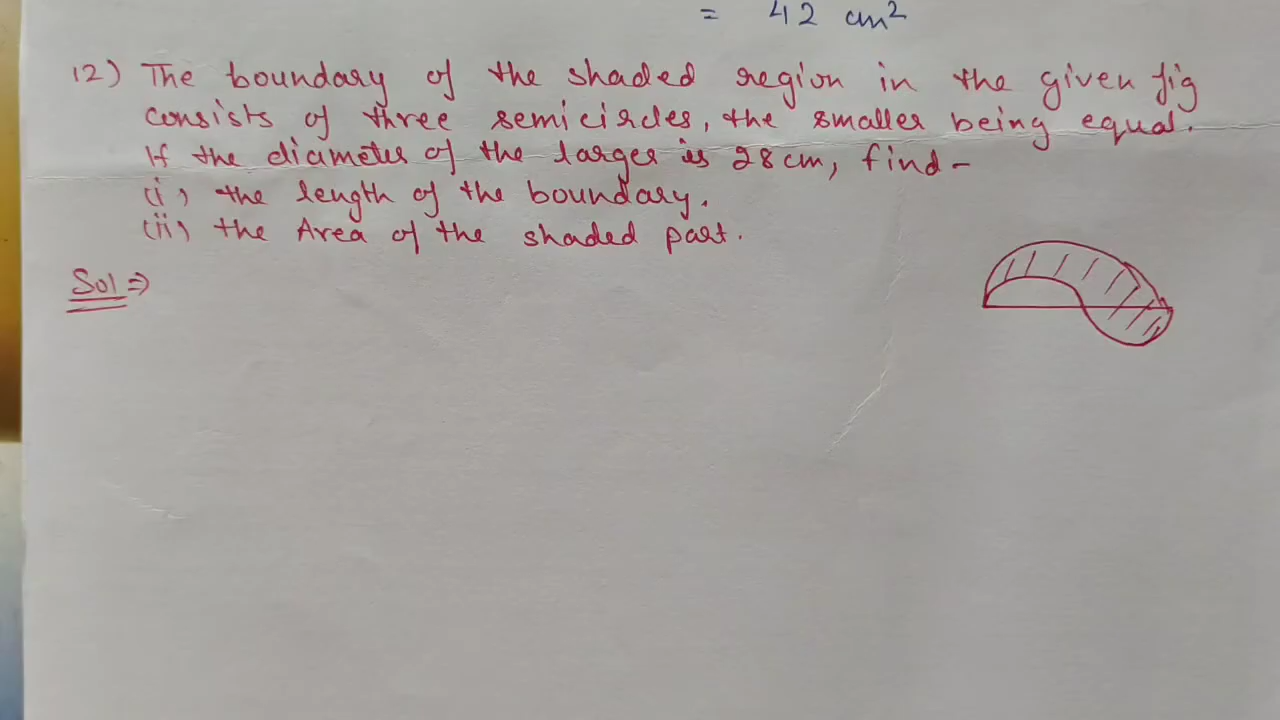 = 42 cm²
12) The boundary of the shaded region in the given fig
consists of three semicircles, the smaller being equal.
If the diameter of the larger is 28cm, find -
(i) the length of the boundary.
(ii) the Area of the shaded part.
Sol ⇒